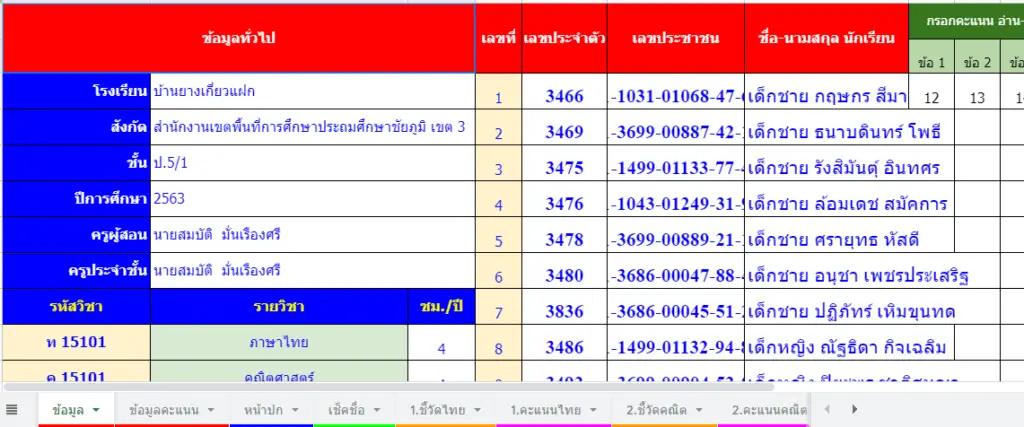 ข้อมูลทั่วไป เลขที่ เลขประจำตัว เลขประชาชน ชื่อ-นามสกุล นักเรียน กรอกคะแนน อ่าน-
ข้อ 1 ข้อ 2 ข้อ
โรงเรียน บ้านยางเกี่ยวแฝก 1 3466 -1031-01068-47- เด็กชาย กฤษกร สีมา 12 13
สังกัด สำนักงานเขตพื้นที่การศึกษาประถมศึกษาชัยภูมิ เขต 3 2 3469 -3699-00887-42- เด็กชาย ธนาบดินทร์ โพธิ์
ชั้น ป.5/1 3 3475 -1499-01133-77- เด็กชาย รังสิมันตุ์ อินทศร
ปีการศึกษา 2563 4 3476 -1043-01249-31- เด็กชาย ล้อมเดช สมัคการ
ครูผู้สอน นายสมบัติ มั่นเรืองศรี 5 3478 -3699-00889-21- เด็กชาย ศรายุทธ หัสดี
ครูประจำชั้น นายสมบัติ มั่นเรืองศรี 6 3480 -3686-00047-88- เด็กชาย อนุชา เพชรประเสริฐ
รหัสวิชา รายวิชา ชม./ปี 7 3836 -3686-00045-51- เด็กชาย ปฏิภัทร์ เหิมขุนทด
ท 15101 ภาษาไทย 4 8 3486 -1499-01132-94- เด็กหญิง ณัฐธิดา กิจเฉลิม
ค 15101 คณิตศาสตร์
ข้อมูล ข้อมูลคะแนน หน้าปก เช็คชื่อ 1.ชี้วัดไทย 1.คะแนนไทย 2.ชี้วัดคณิต 2.คะแนนคณิต